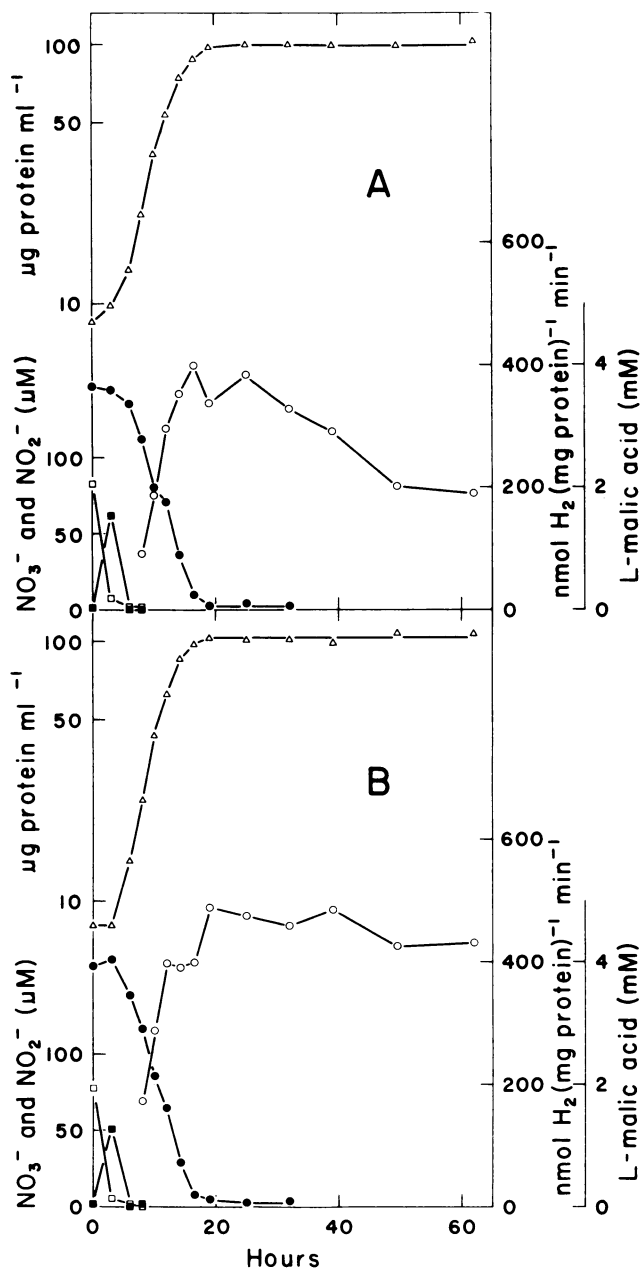 100
50
10
µg protein ml ⁻¹
A
600
400
200
0
nmol H₂ (mg protein)⁻¹ min⁻¹
4
2
0
L-malic acid (mM)
100
50
0
NO₃⁻ and NO₂⁻ (µM)
100
50
10
µg protein ml ⁻¹
B
600
400
200
0
nmol H₂ (mg protein)⁻¹ min⁻¹
4
2
0
L-malic acid (mM)
100
50
0
NO₃⁻ and NO₂⁻ (µM)
0 20 40 60
Hours